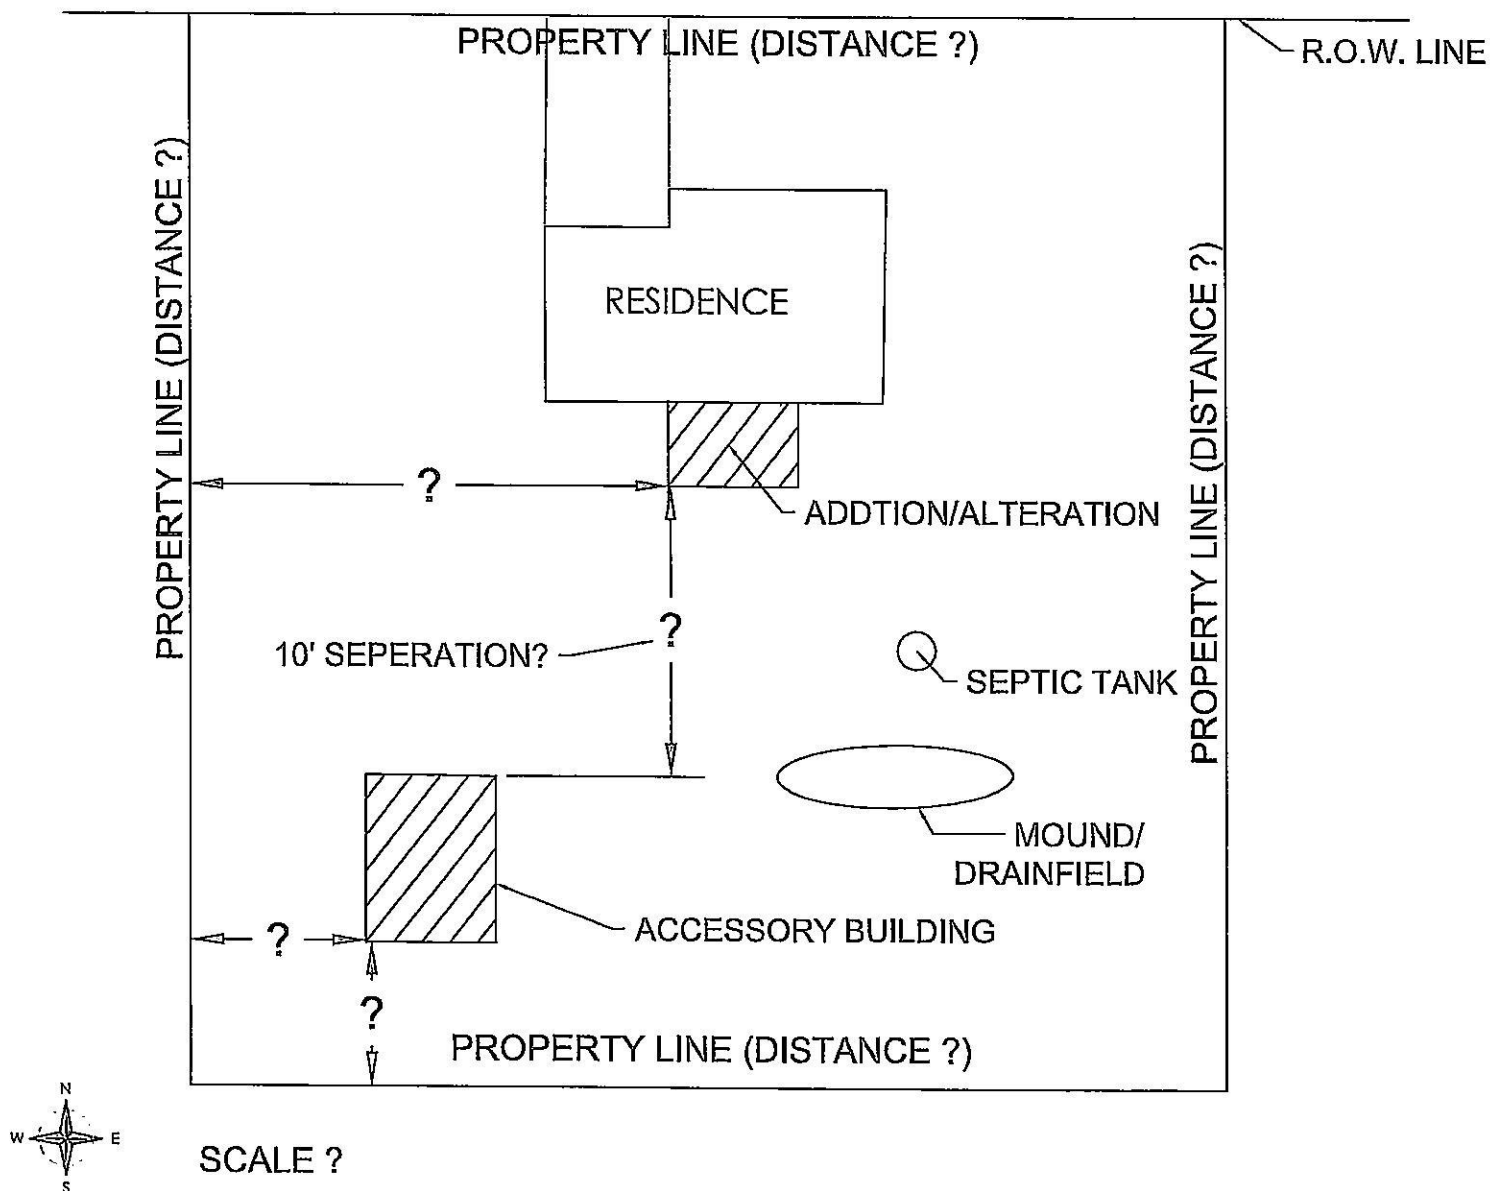 PROPERTY LINE (DISTANCE ?)
R.O.W. LINE
PROPERTY LINE (DISTANCE ?)
RESIDENCE
PROPERTY LINE (DISTANCE ?)
?
ADDTION/ALTERATION
?
10' SEPERATION?
SEPTIC TANK
MOUND/
DRAINFIELD
ACCESSORY BUILDING
?
?
PROPERTY LINE (DISTANCE ?)
N
W
E
S
SCALE ?